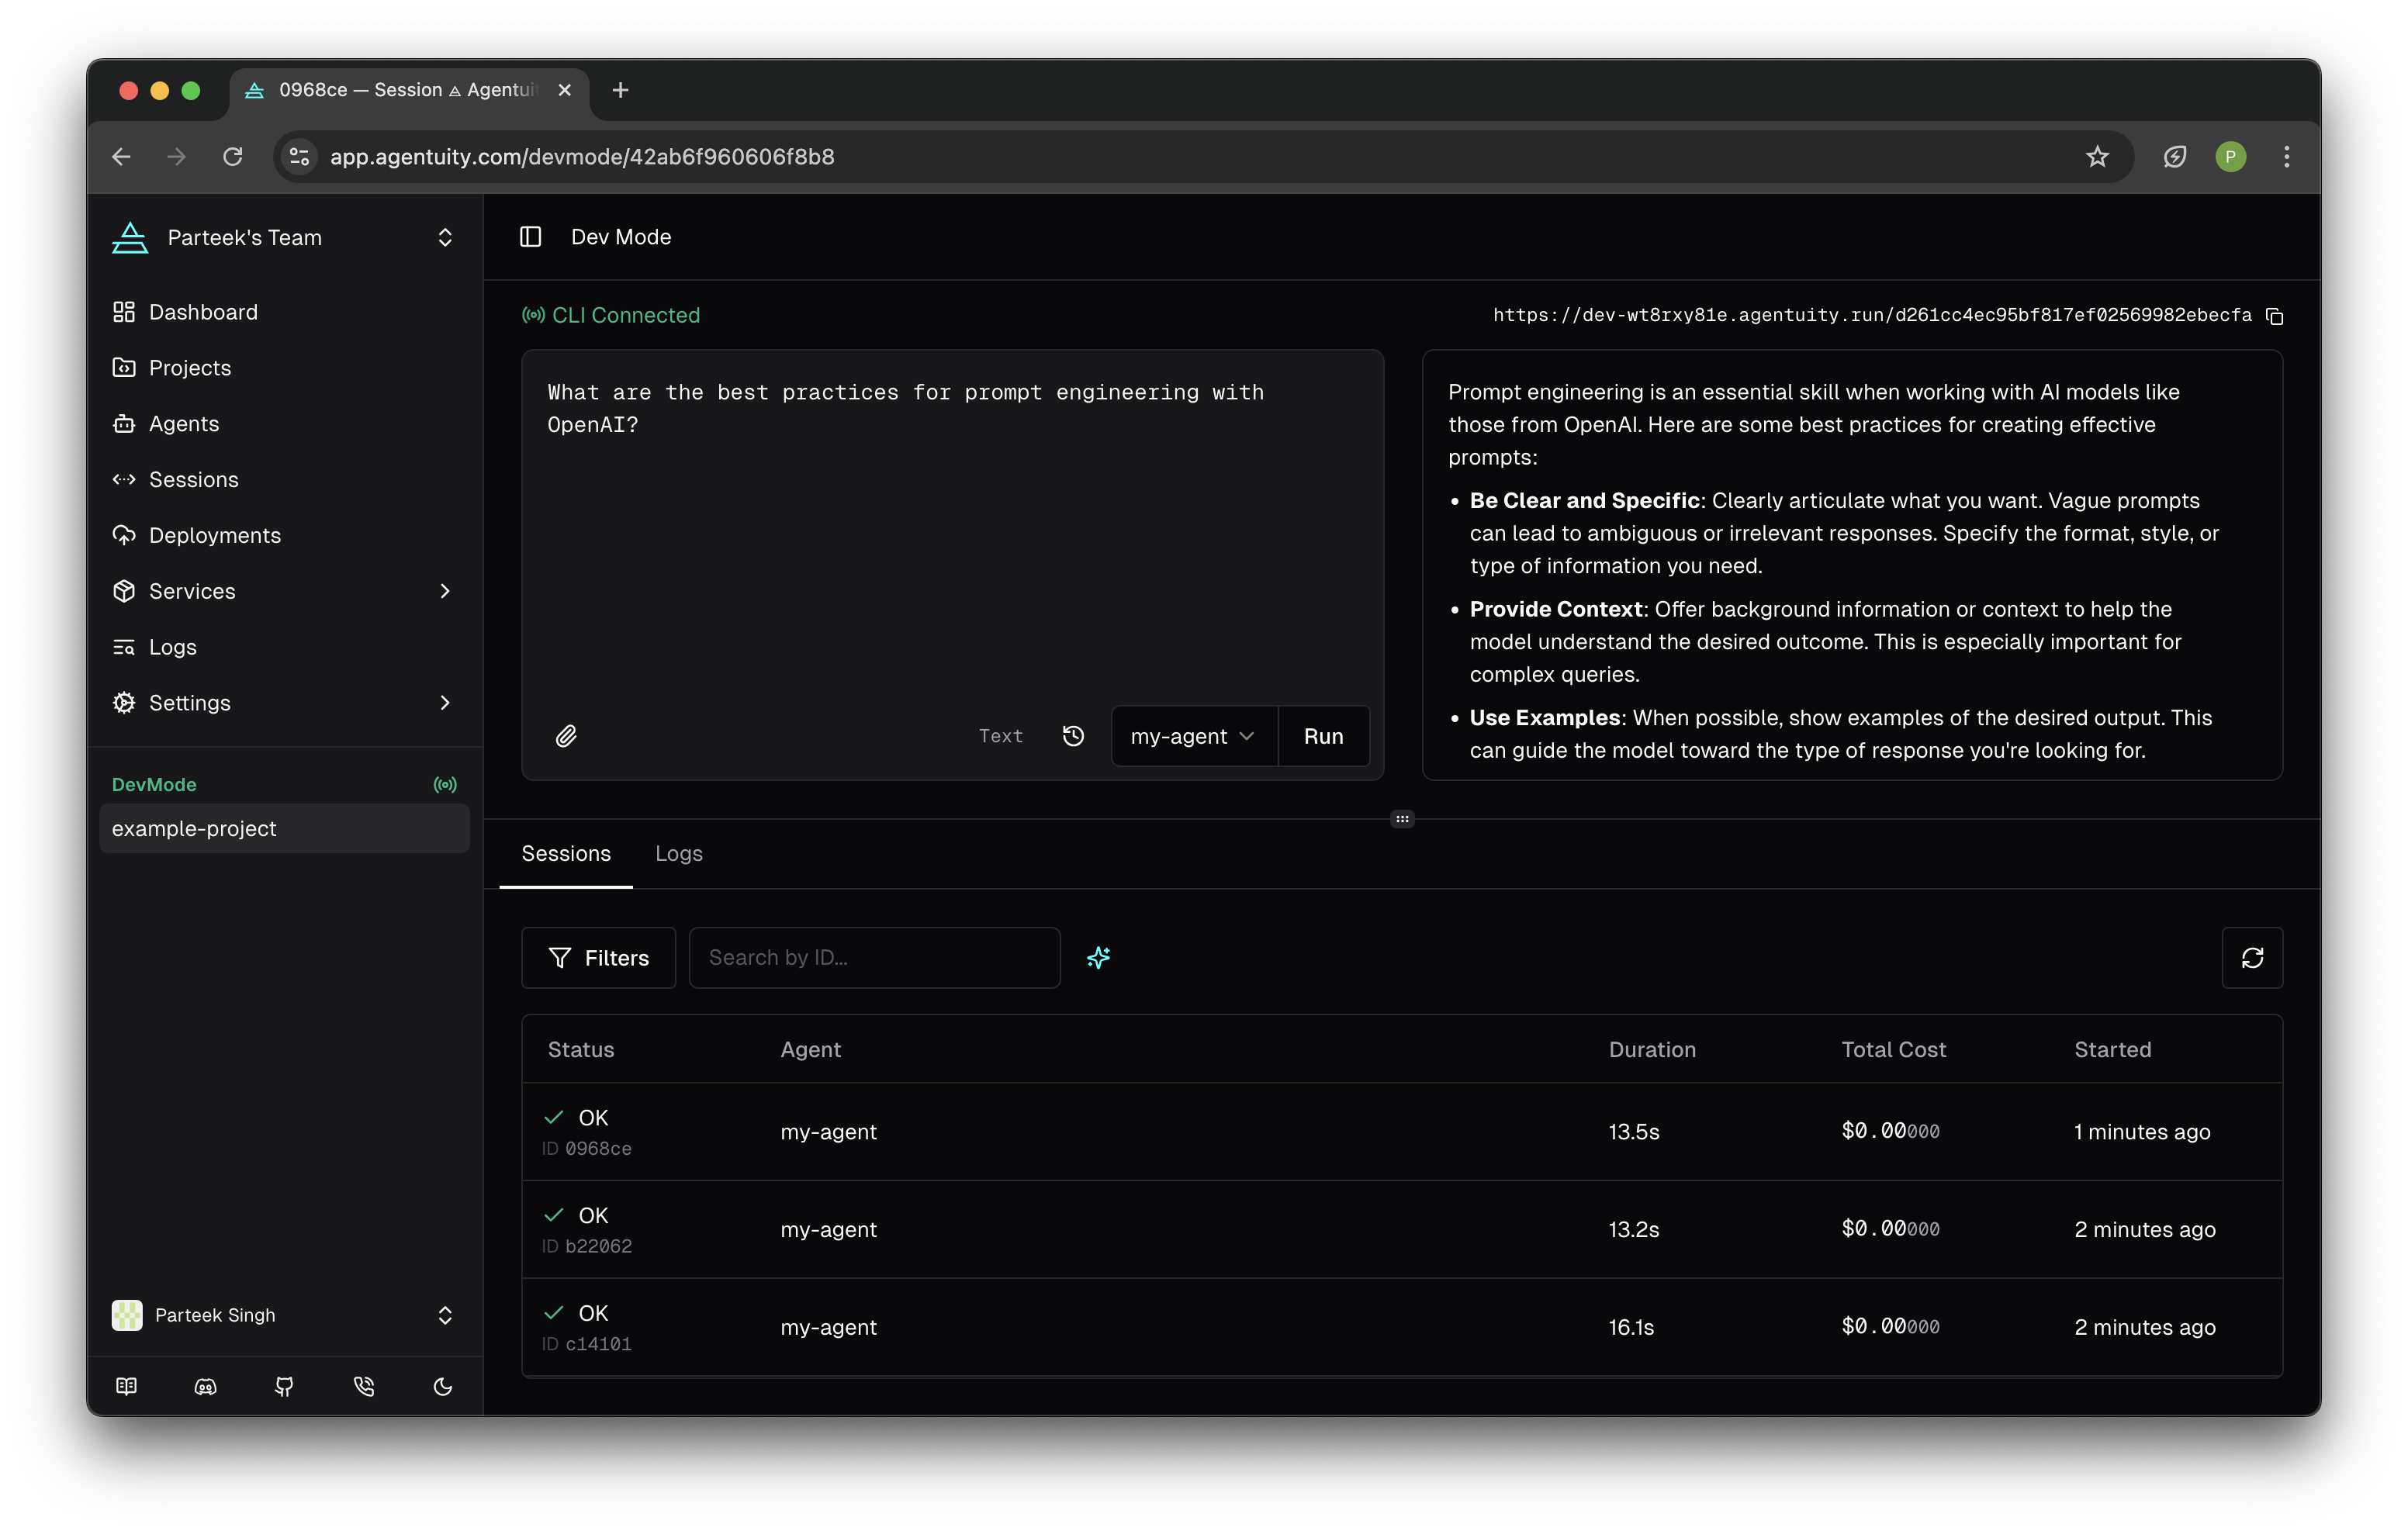 0968ce — Session ⟁ Agentuit
app.agentuity.com/devmode/42ab6f960606f8b8
P
Parteek's Team
Dashboard
Projects
Agents
Sessions
Deployments
Services
Logs
Settings
DevMode
example-project
Parteek Singh
Dev Mode
CLI Connected
https://dev-wt8rxy81e.agentuity.run/d261cc4ec95bf817ef02569982ebecfa
What are the best practices for prompt engineering with
OpenAI?
Text
my-agent
Run
Prompt engineering is an essential skill when working with AI models like
those from OpenAI. Here are some best practices for creating effective
prompts:
• Be Clear and Specific: Clearly articulate what you want. Vague prompts
can lead to ambiguous or irrelevant responses. Specify the format, style, or
type of information you need.
• Provide Context: Offer background information or context to help the
model understand the desired outcome. This is especially important for
complex queries.
• Use Examples: When possible, show examples of the desired output. This
can guide the model toward the type of response you're looking for.
Sessions Logs
Filters Search by ID...
Status Agent Duration Total Cost Started
OK
ID 0968ce
my-agent 13.5s $0.00000 1 minutes ago
OK
ID b22062
my-agent 13.2s $0.00000 2 minutes ago
OK
ID c14101
my-agent 16.1s $0.00000 2 minutes ago